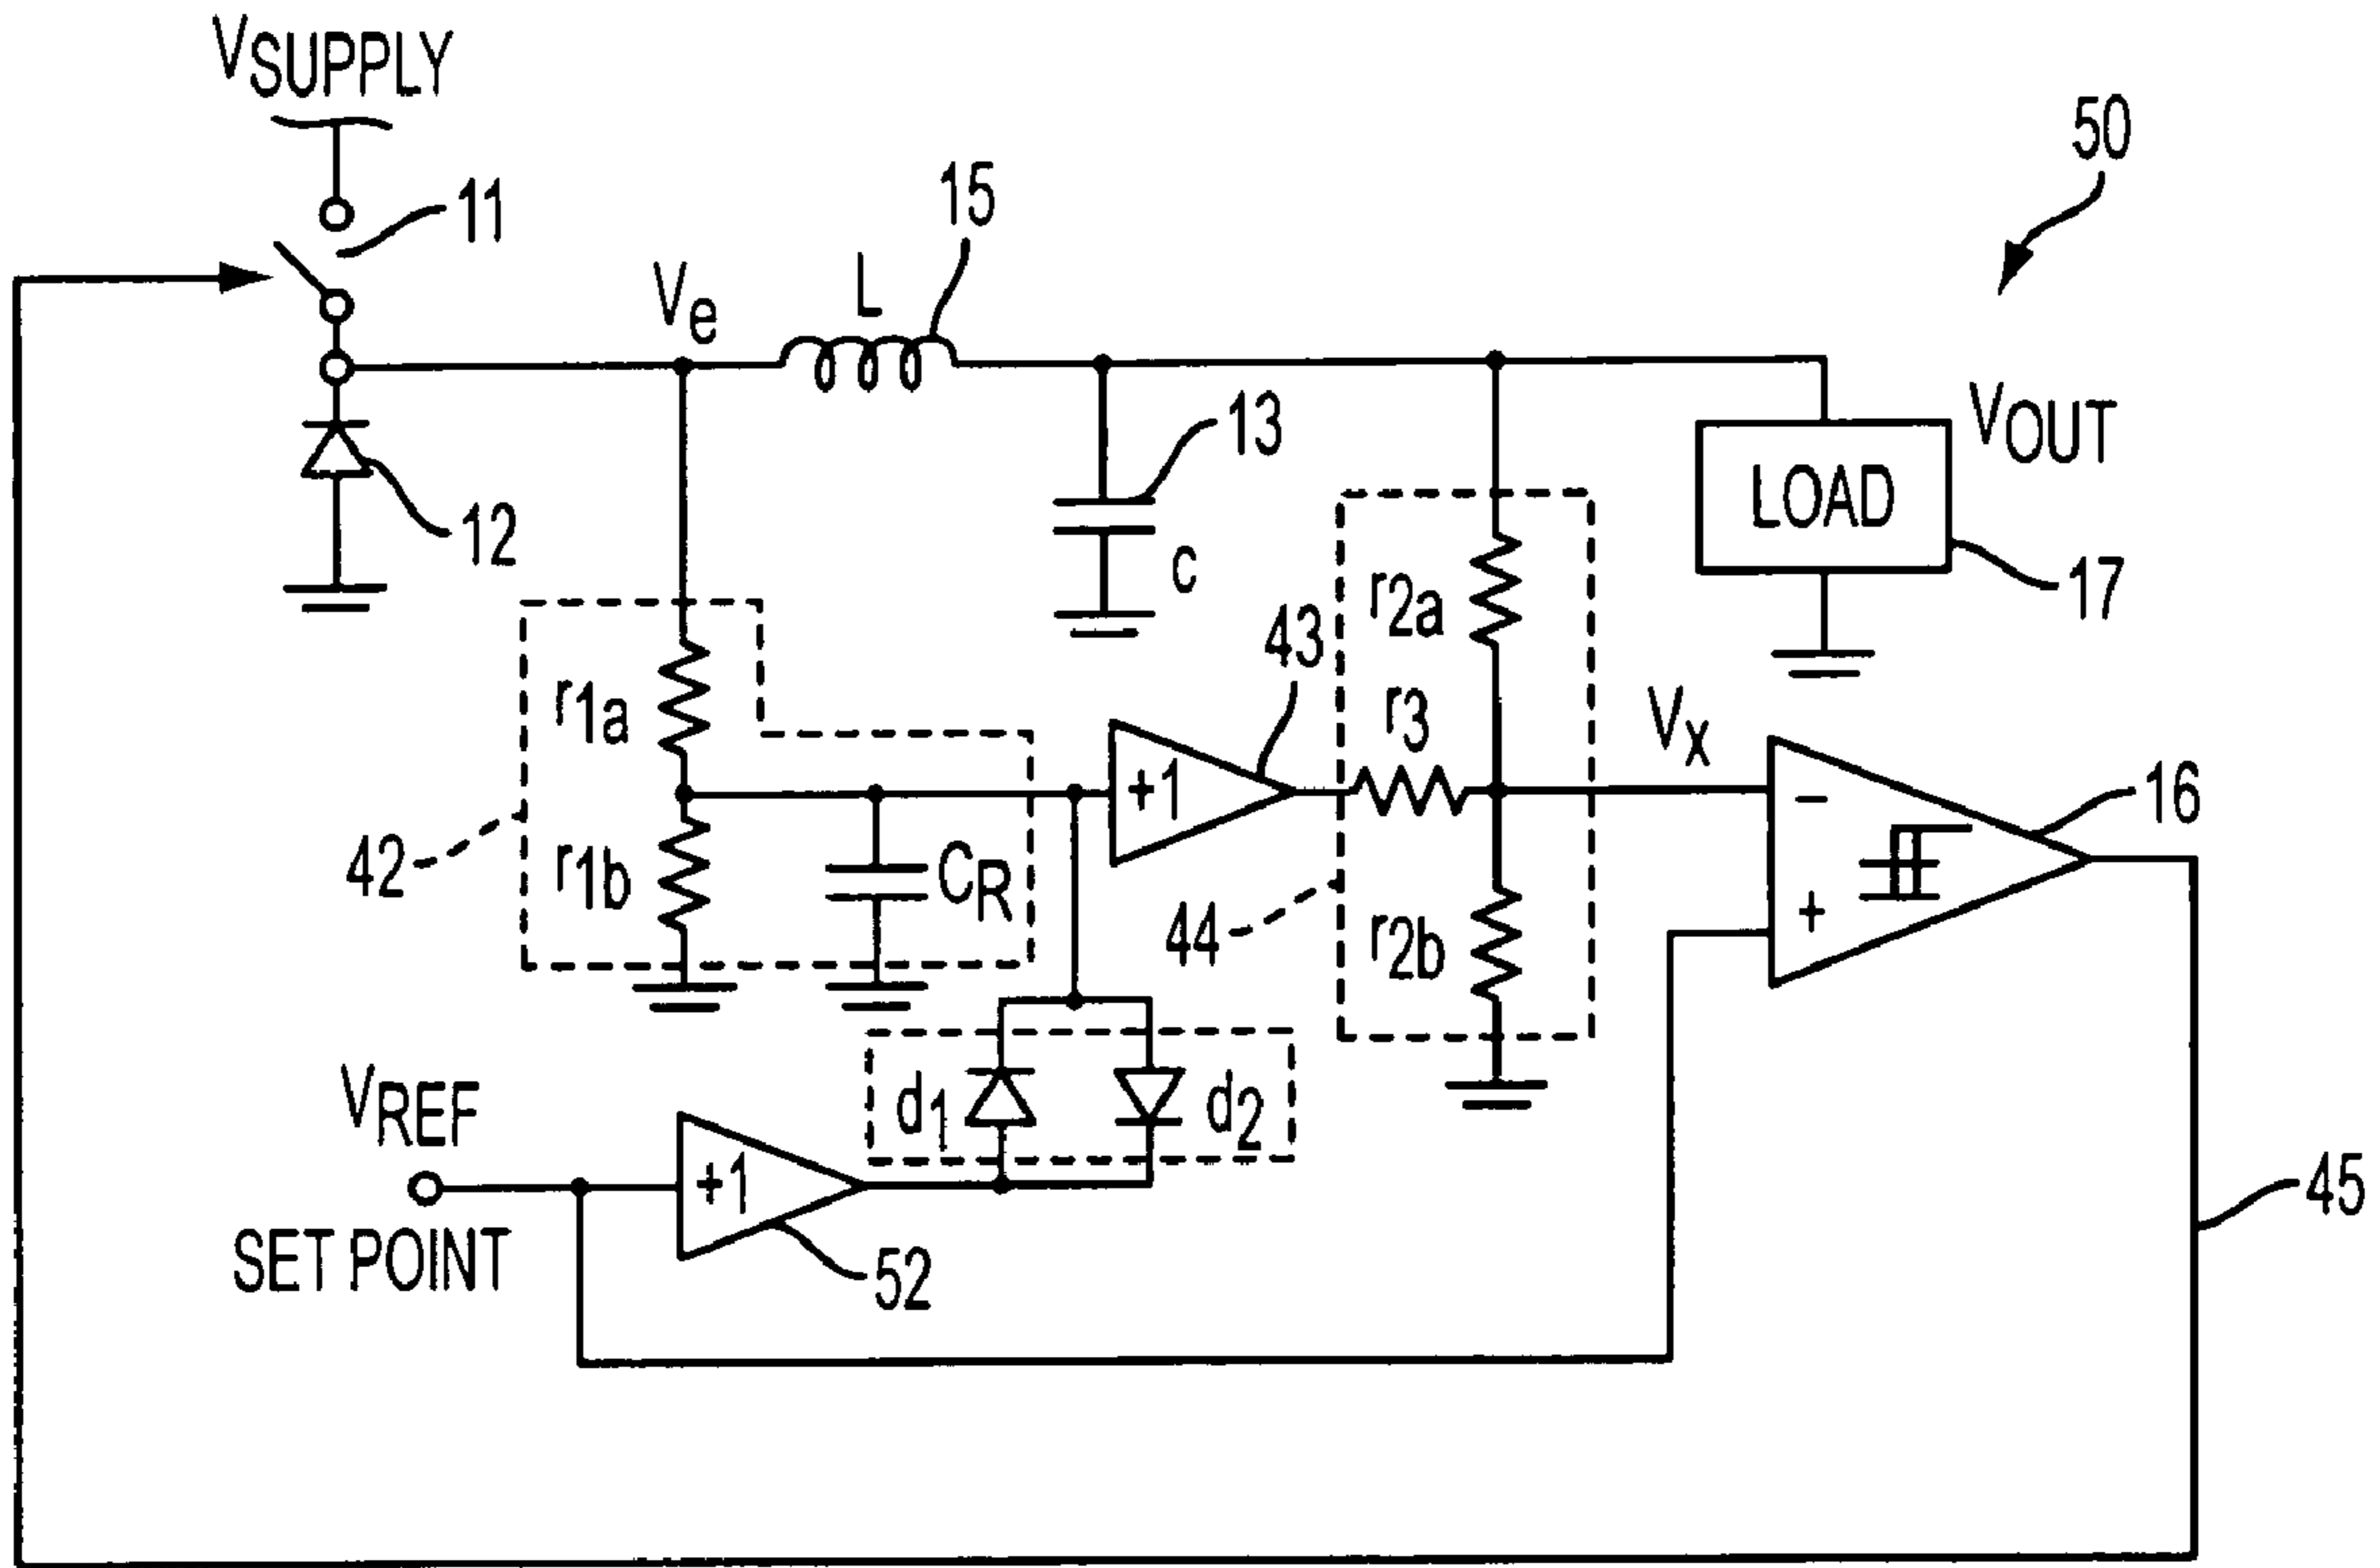 VSUPPLY
50
11
15
Ve
L
VOUT
13
LOAD
12
c
17
r2a
43
r1a
r3
Vx
+1
−
16
42
r1b
CR
44
r2b
+
VREF
d1
d2
+1
45
SET POINT
52